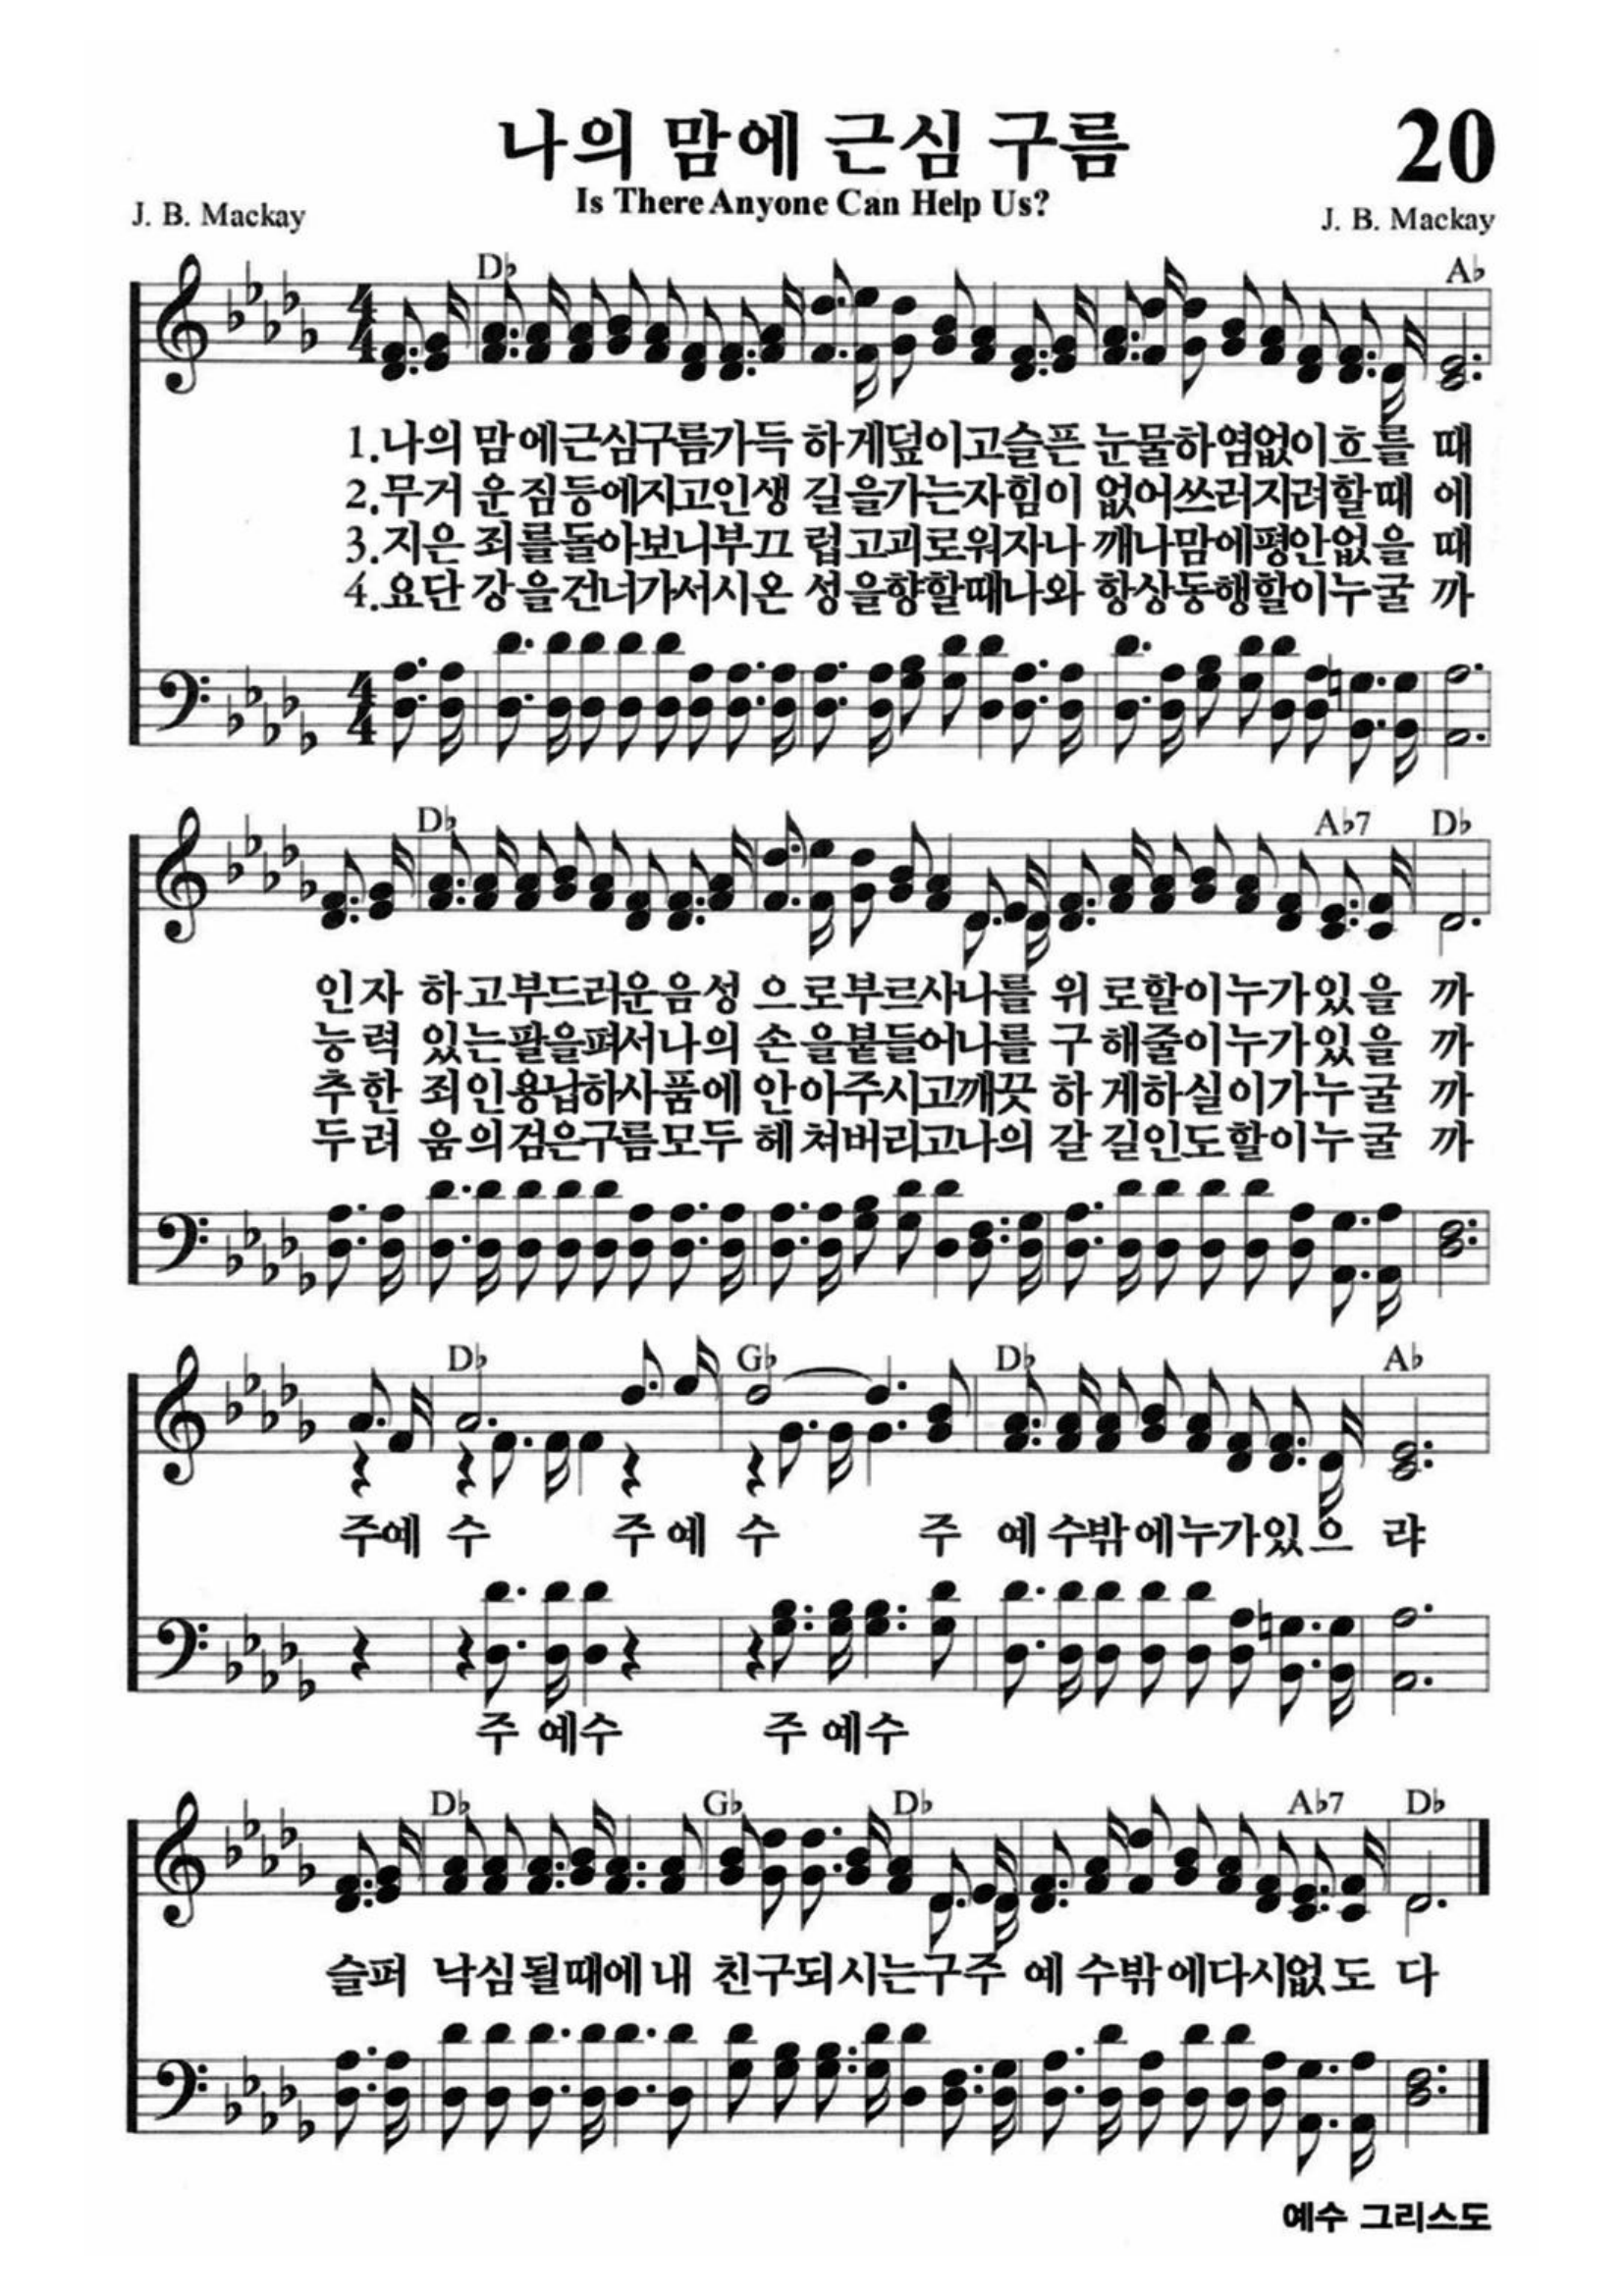 나의 맘에 근심 구름
20
Is There Anyone Can Help Us?
J. B. Mackay
J. B. Mackay
D♭ A♭
1.나의 맘에근심구름가득 하게덮이고슬픈 눈물하염없이흐를 때
2.무거 운짐등에지고인생 길을가는자힘이 없어쓰러지려할때 에
3.지은 죄를돌아보니부끄 럽고괴로워자나 깨나맘에평안없을 때
4.요단 강을건너가서시온 성을향할때나와 항상동행할이누굴 까
D♭ A♭7 D♭
인자 하고부드러운음성 으로부르사나를 위로할이누가있을 까
능력 있는팔을펴서나의 손을붙들어나를 구해줄이누가있을 까
추한 죄인용납하사품에 안아주시고깨끗 하게하실이가누굴 까
두려 움의검은구름모두 헤쳐버리고나의 갈길인도할이누굴 까
D♭ G♭ D♭ A♭
주예 수 주예 수 주 예수밖에누가있으 랴
주 예수 주 예수
D♭ G♭ D♭ A♭7 D♭
슬퍼 낙심될때에내 친구되시는구주 예수밖에다시없도 다
예수 그리스도